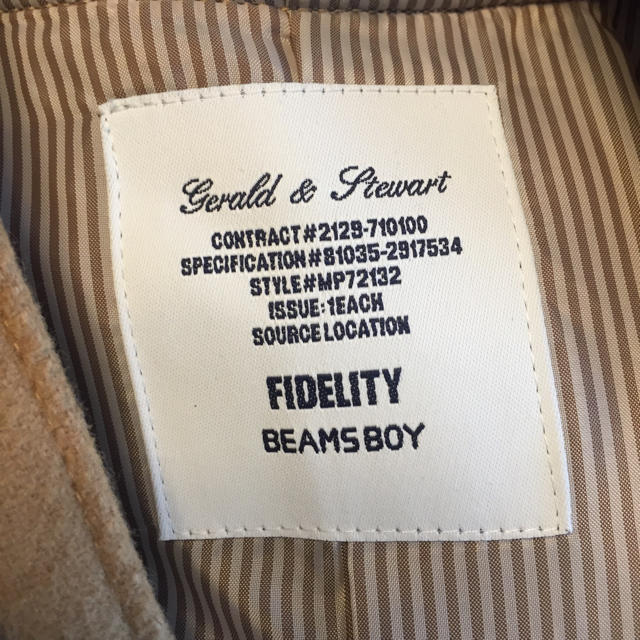 Gerald & Stewart
CONTRACT#2129-710100
SPECIFICATION#81035-2917534
STYLE#MP72132
ISSUE:1EACH
SOURCE LOCATION
FIDELITY
BEAMS BOY